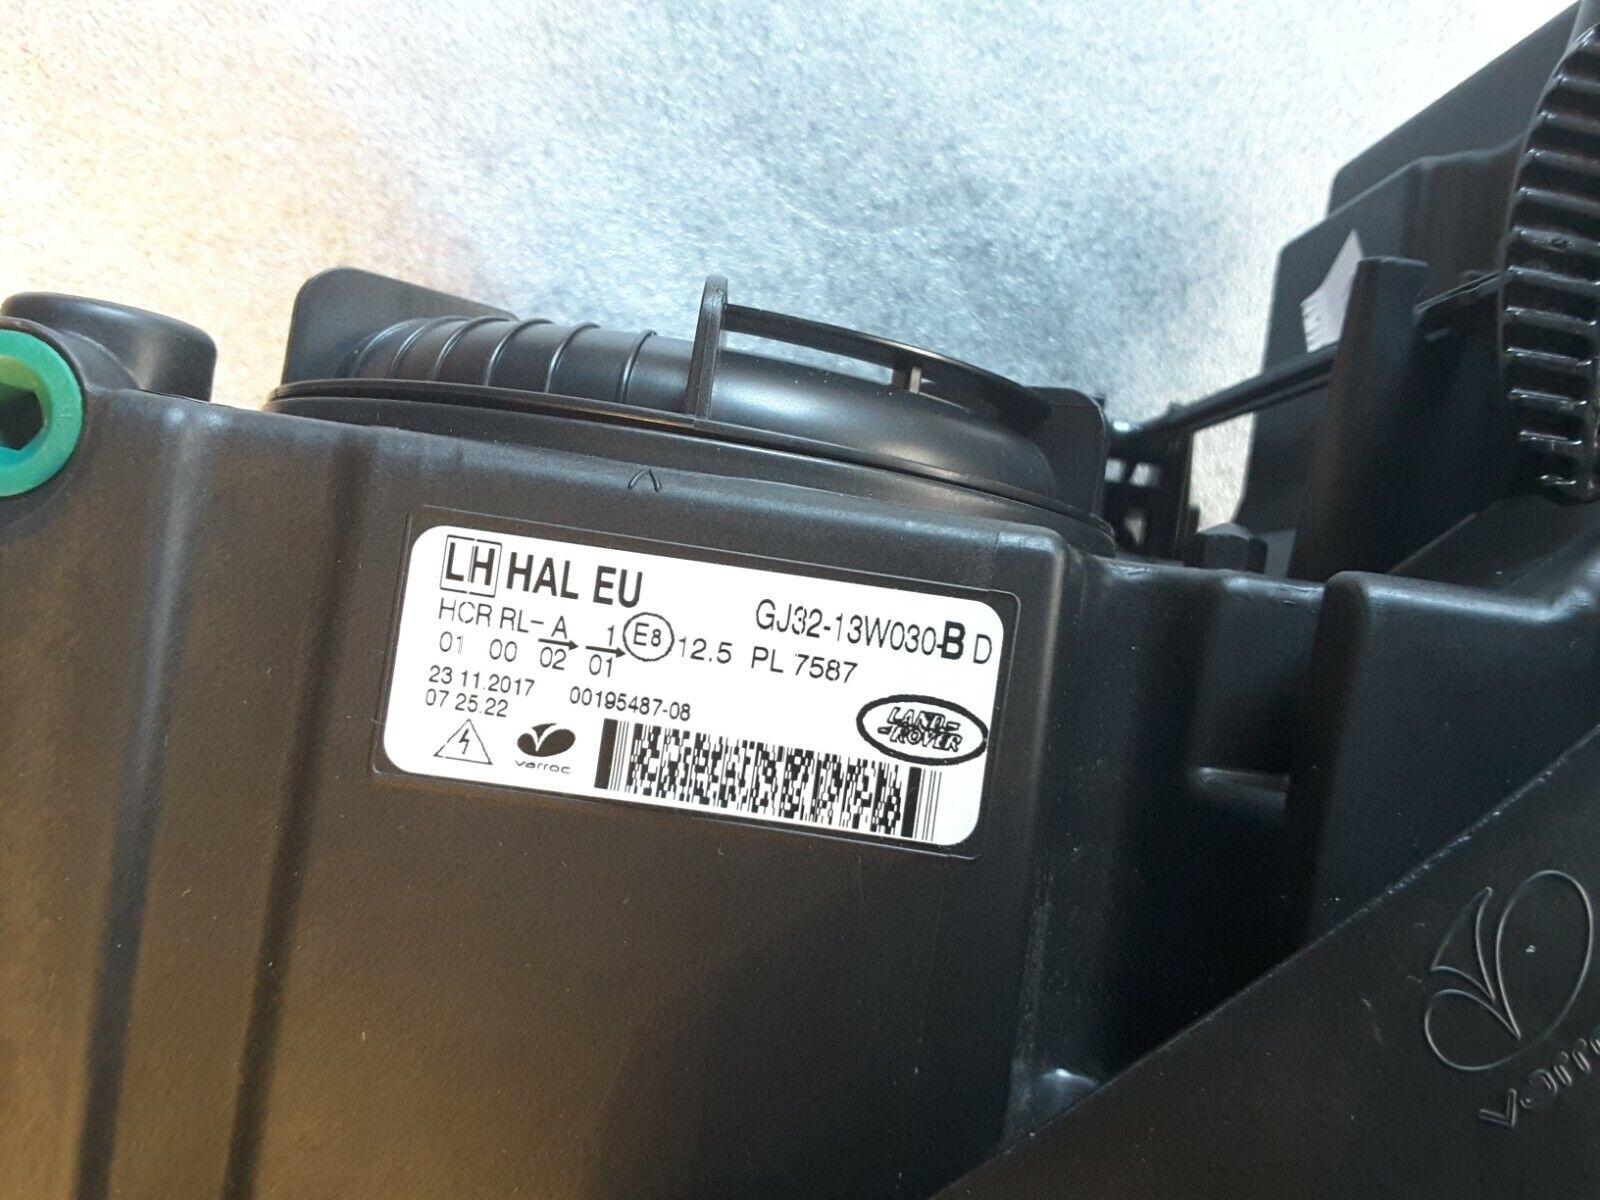 LH HAL EU
HCR RL-A 1 E8 12.5 GJ32-13W030-B D
01 00 02 01 PL 7587
23 11.2017 00195487-08
07 25.22
LAND-
-ROVER
varroc
varroc